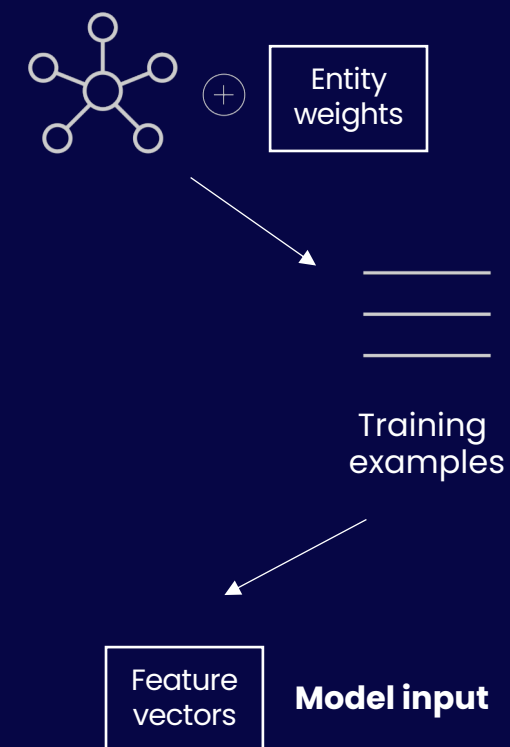 Entity
weights
Training
examples
Feature
vectors
Model input